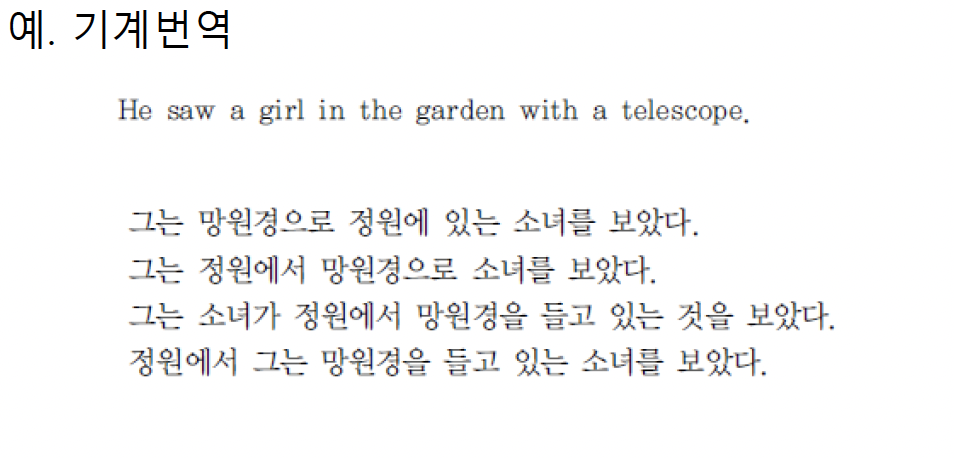 예. 기계번역
He saw a girl in the garden with a telescope.
그는 망원경으로 정원에 있는 소녀를 보았다.
그는 정원에서 망원경으로 소녀를 보았다.
그는 소녀가 정원에서 망원경을 들고 있는 것을 보았다.
정원에서 그는 망원경을 들고 있는 소녀를 보았다.